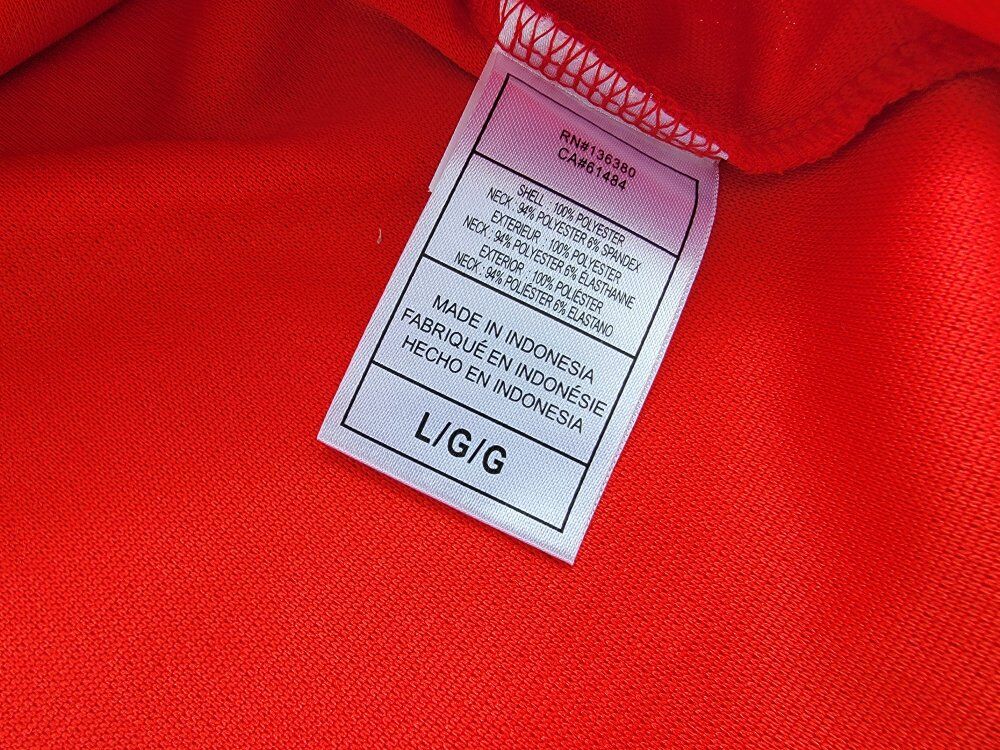 RN#136380
CA#61484
SHELL : 100% POLYESTER
NECK : 94% POLYESTER 6% SPANDEX
EXTERIEUR : 100% POLYESTER
NECK : 94% POLYESTER 6% ÉLASTHANNE
EXTERIOR : 100% POLIÉSTER
NECK : 94% POLIÉSTER 6% ELASTANO
MADE IN INDONESIA
FABRIQUÉ EN INDONÉSIE
HECHO EN INDONESIA
L/G/G